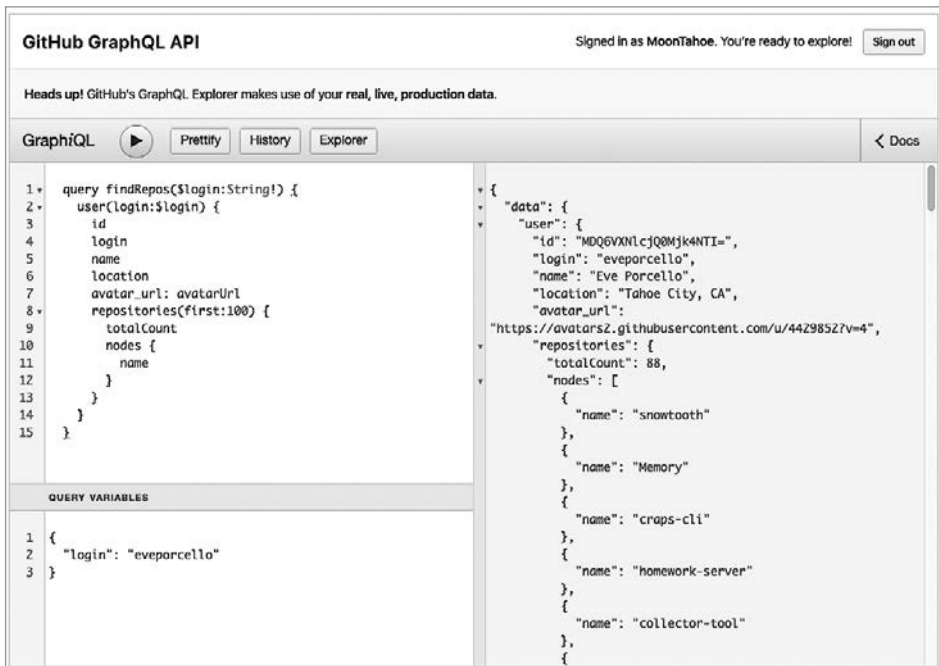 GitHub GraphQL API
Signed in as MoonTahoe. You're ready to explore!
Sign out
Heads up! GitHub's GraphQL Explorer makes use of your real, live, production data.
GraphiQL
Prettify
History
Explorer
< Docs
1 query findRepos($login:String!) {
2 user(login:$login) {
3 id
4 login
5 name
6 location
7 avatar_url: avatarUrl
8 repositories(first:100) {
9 totalCount
10 nodes {
11 name
12 }
13 }
14 }
15 }
QUERY VARIABLES
1 {
2 "login": "eveporcello"
3 }
{
"data": {
"user": {
"id": "MDQ6VXNlcjQ0Mjk4NTI=",
"login": "eveporcello",
"name": "Eve Porcello",
"location": "Tahoe City, CA",
"avatar_url":
"https://avatars2.githubusercontent.com/u/4429852?v=4",
"repositories": {
"totalCount": 88,
"nodes": [
{
"name": "snowtooth"
},
{
"name": "Memory"
},
{
"name": "craps-cli"
},
{
"name": "homework-server"
},
{
"name": "collector-tool"
},
{